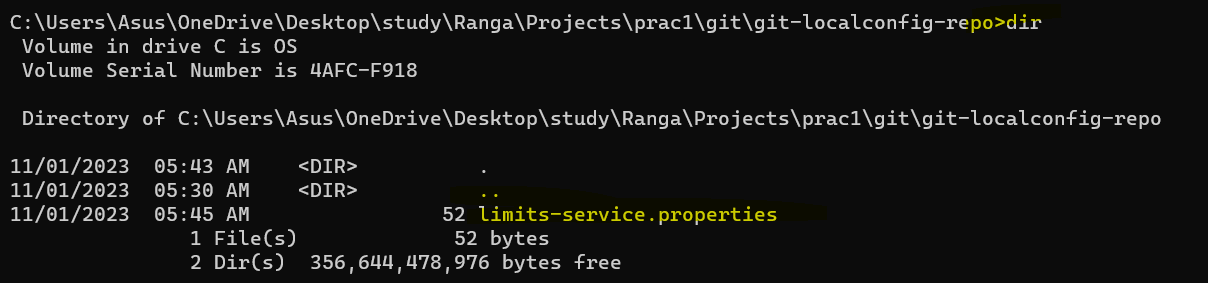 C:\Users\Asus\OneDrive\Desktop\study\Ranga\Projects\prac1\git\git-localconfig-repo>dir
 Volume in drive C is OS
 Volume Serial Number is 4AFC-F918

 Directory of C:\Users\Asus\OneDrive\Desktop\study\Ranga\Projects\prac1\git\git-localconfig-repo

11/01/2023  05:43 AM    <DIR>          .
11/01/2023  05:30 AM    <DIR>          ..
11/01/2023  05:45 AM                52 limits-service.properties
               1 File(s)             52 bytes
               2 Dir(s)  356,644,478,976 bytes free